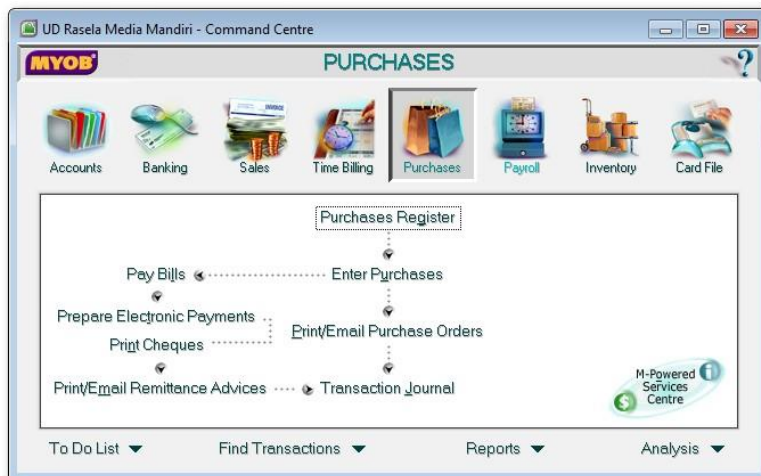 UD Rasela Media Mandiri - Command Centre
MYOB
PURCHASES
?
Accounts
Banking
Sales
Time Billing
Purchases
Payroll
Inventory
Card File
Purchases Register
Pay Bills
Enter Purchases
Prepare Electronic Payments
Print/Email Purchase Orders
Print Cheques
Print/Email Remittance Advices
Transaction Journal
M-Powered
Services
Centre
To Do List
Find Transactions
Reports
Analysis